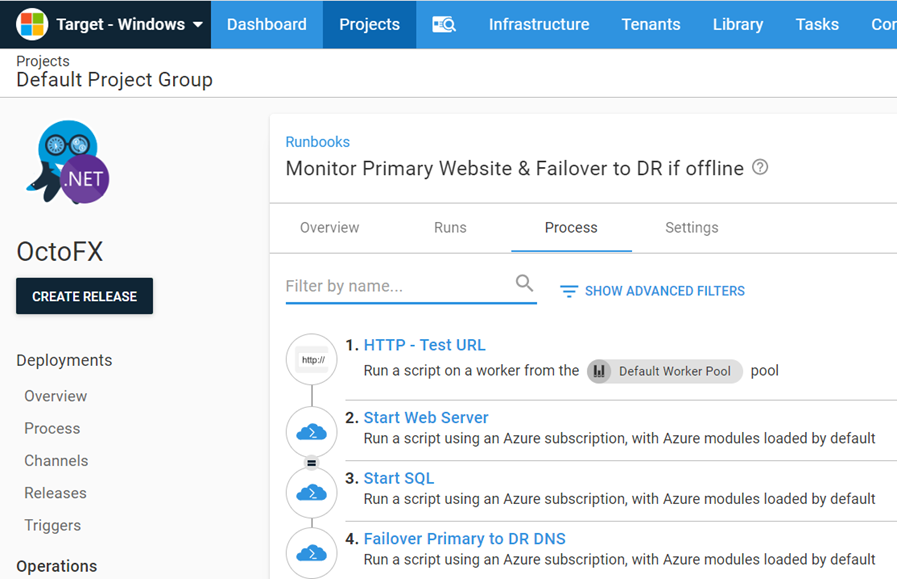 Target - Windows Dashboard Projects Infrastructure Tenants Library Tasks
Projects
Default Project Group
.NET
OctoFX
CREATE RELEASE
Deployments
Overview
Process
Channels
Releases
Triggers
Operations
Runbooks
Monitor Primary Website & Failover to DR if offline ?
Overview Runs Process Settings
Filter by name...
SHOW ADVANCED FILTERS
http://
1. HTTP - Test URL
Run a script on a worker from the Default Worker Pool pool
2. Start Web Server
Run a script using an Azure subscription, with Azure modules loaded by default
3. Start SQL
Run a script using an Azure subscription, with Azure modules loaded by default
4. Failover Primary to DR DNS
Run a script using an Azure subscription, with Azure modules loaded by default